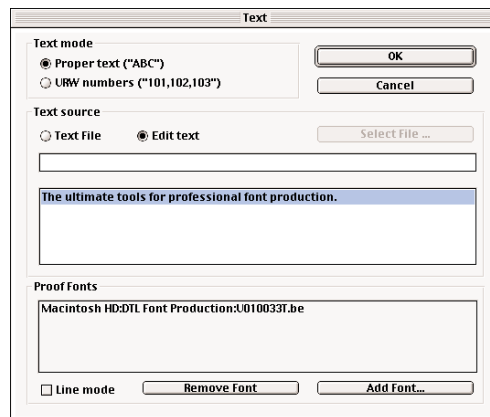 Text
Text mode
Proper text ("ABC")
URW numbers ("101,102,103")
OK
Cancel
Text source
Text File
Edit text
Select File ...
The ultimate tools for professional font production.
Proof Fonts
Macintosh HD:DTL Font Production:U010033T.be
Line mode
Remove Font
Add Font...